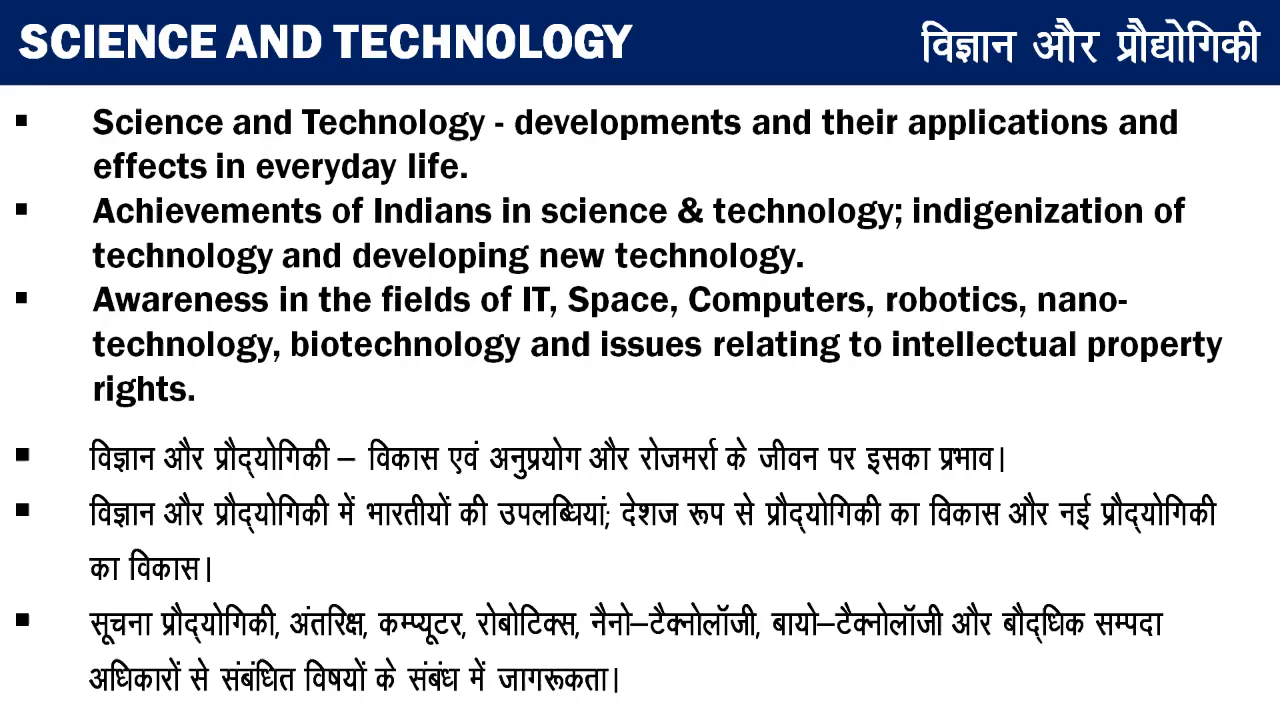 SCIENCE AND TECHNOLOGY
विज्ञान और प्रौद्योगिकी
▪ Science and Technology - developments and their applications and
effects in everyday life.
▪ Achievements of Indians in science & technology; indigenization of
technology and developing new technology.
▪ Awareness in the fields of IT, Space, Computers, robotics, nano-
technology, biotechnology and issues relating to intellectual property
rights.
▪ विज्ञान और प्रौद्योगिकी – विकास एवं अनुप्रयोग और रोजमर्रा के जीवन पर इसका प्रभाव।
▪ विज्ञान और प्रौद्योगिकी में भारतीयों की उपलब्धियां; देशज रूप से प्रौद्योगिकी का विकास और नई प्रौद्योगिकी
का विकास।
▪ सूचना प्रौद्योगिकी, अंतरिक्ष, कम्प्यूटर, रोबोटिक्स, नैनो–टैक्नोलॉजी, बायो–टैक्नोलॉजी और बौद्धिक सम्पदा
अधिकारों से संबंधित विषयों के संबंध में जागरूकता।